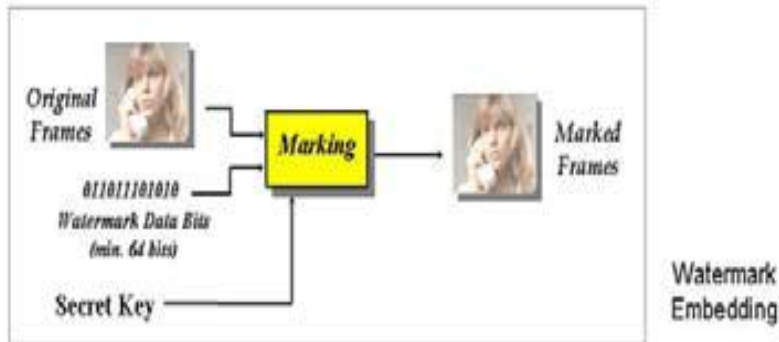 Original
Frames
Marking
Marked
Frames
011011101010
Watermark Data Bits
(min. 64 bits)
Secret Key
Watermark
Embedding